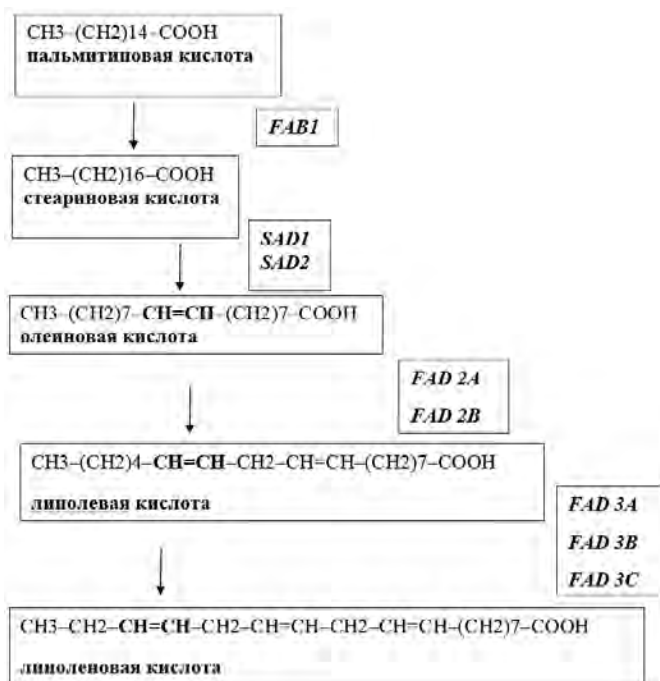 CH3–(CH2)14–COOH
пальмитиповая кислота
FAB1
CH3–(CH2)16–COOH
стеариновая кислота
SAD1
SAD2
CH3–(CH2)7–CH=CH–(CH2)7–COOH
олеиновая кислота
FAD 2A
FAD 2B
CH3–(CH2)4–CH=CH–CH2–CH=CH–(CH2)7–COOH
линолевая кислота
FAD 3A
FAD 3B
FAD 3C
CH3–CH2–CH=CH–CH2–CH=CH–CH2–CH=CH–(CH2)7–COOH
линоленовая кислота